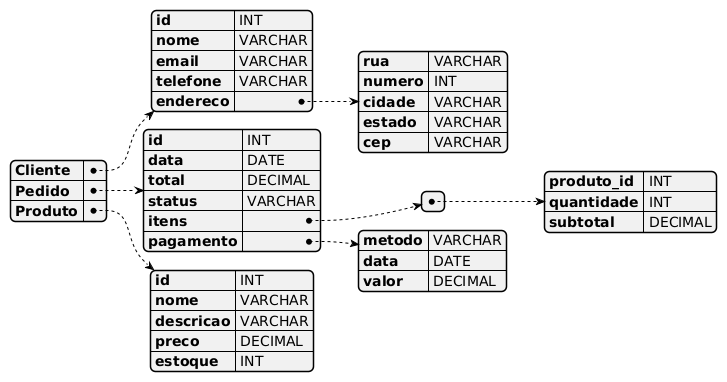 Cliente
Pedido
Produto
id INT
nome VARCHAR
email VARCHAR
telefone VARCHAR
endereco
rua VARCHAR
numero INT
cidade VARCHAR
estado VARCHAR
cep VARCHAR
id INT
data DATE
total DECIMAL
status VARCHAR
itens
pagamento
produto_id INT
quantidade INT
subtotal DECIMAL
metodo VARCHAR
data DATE
valor DECIMAL
id INT
nome VARCHAR
descricao VARCHAR
preco DECIMAL
estoque INT